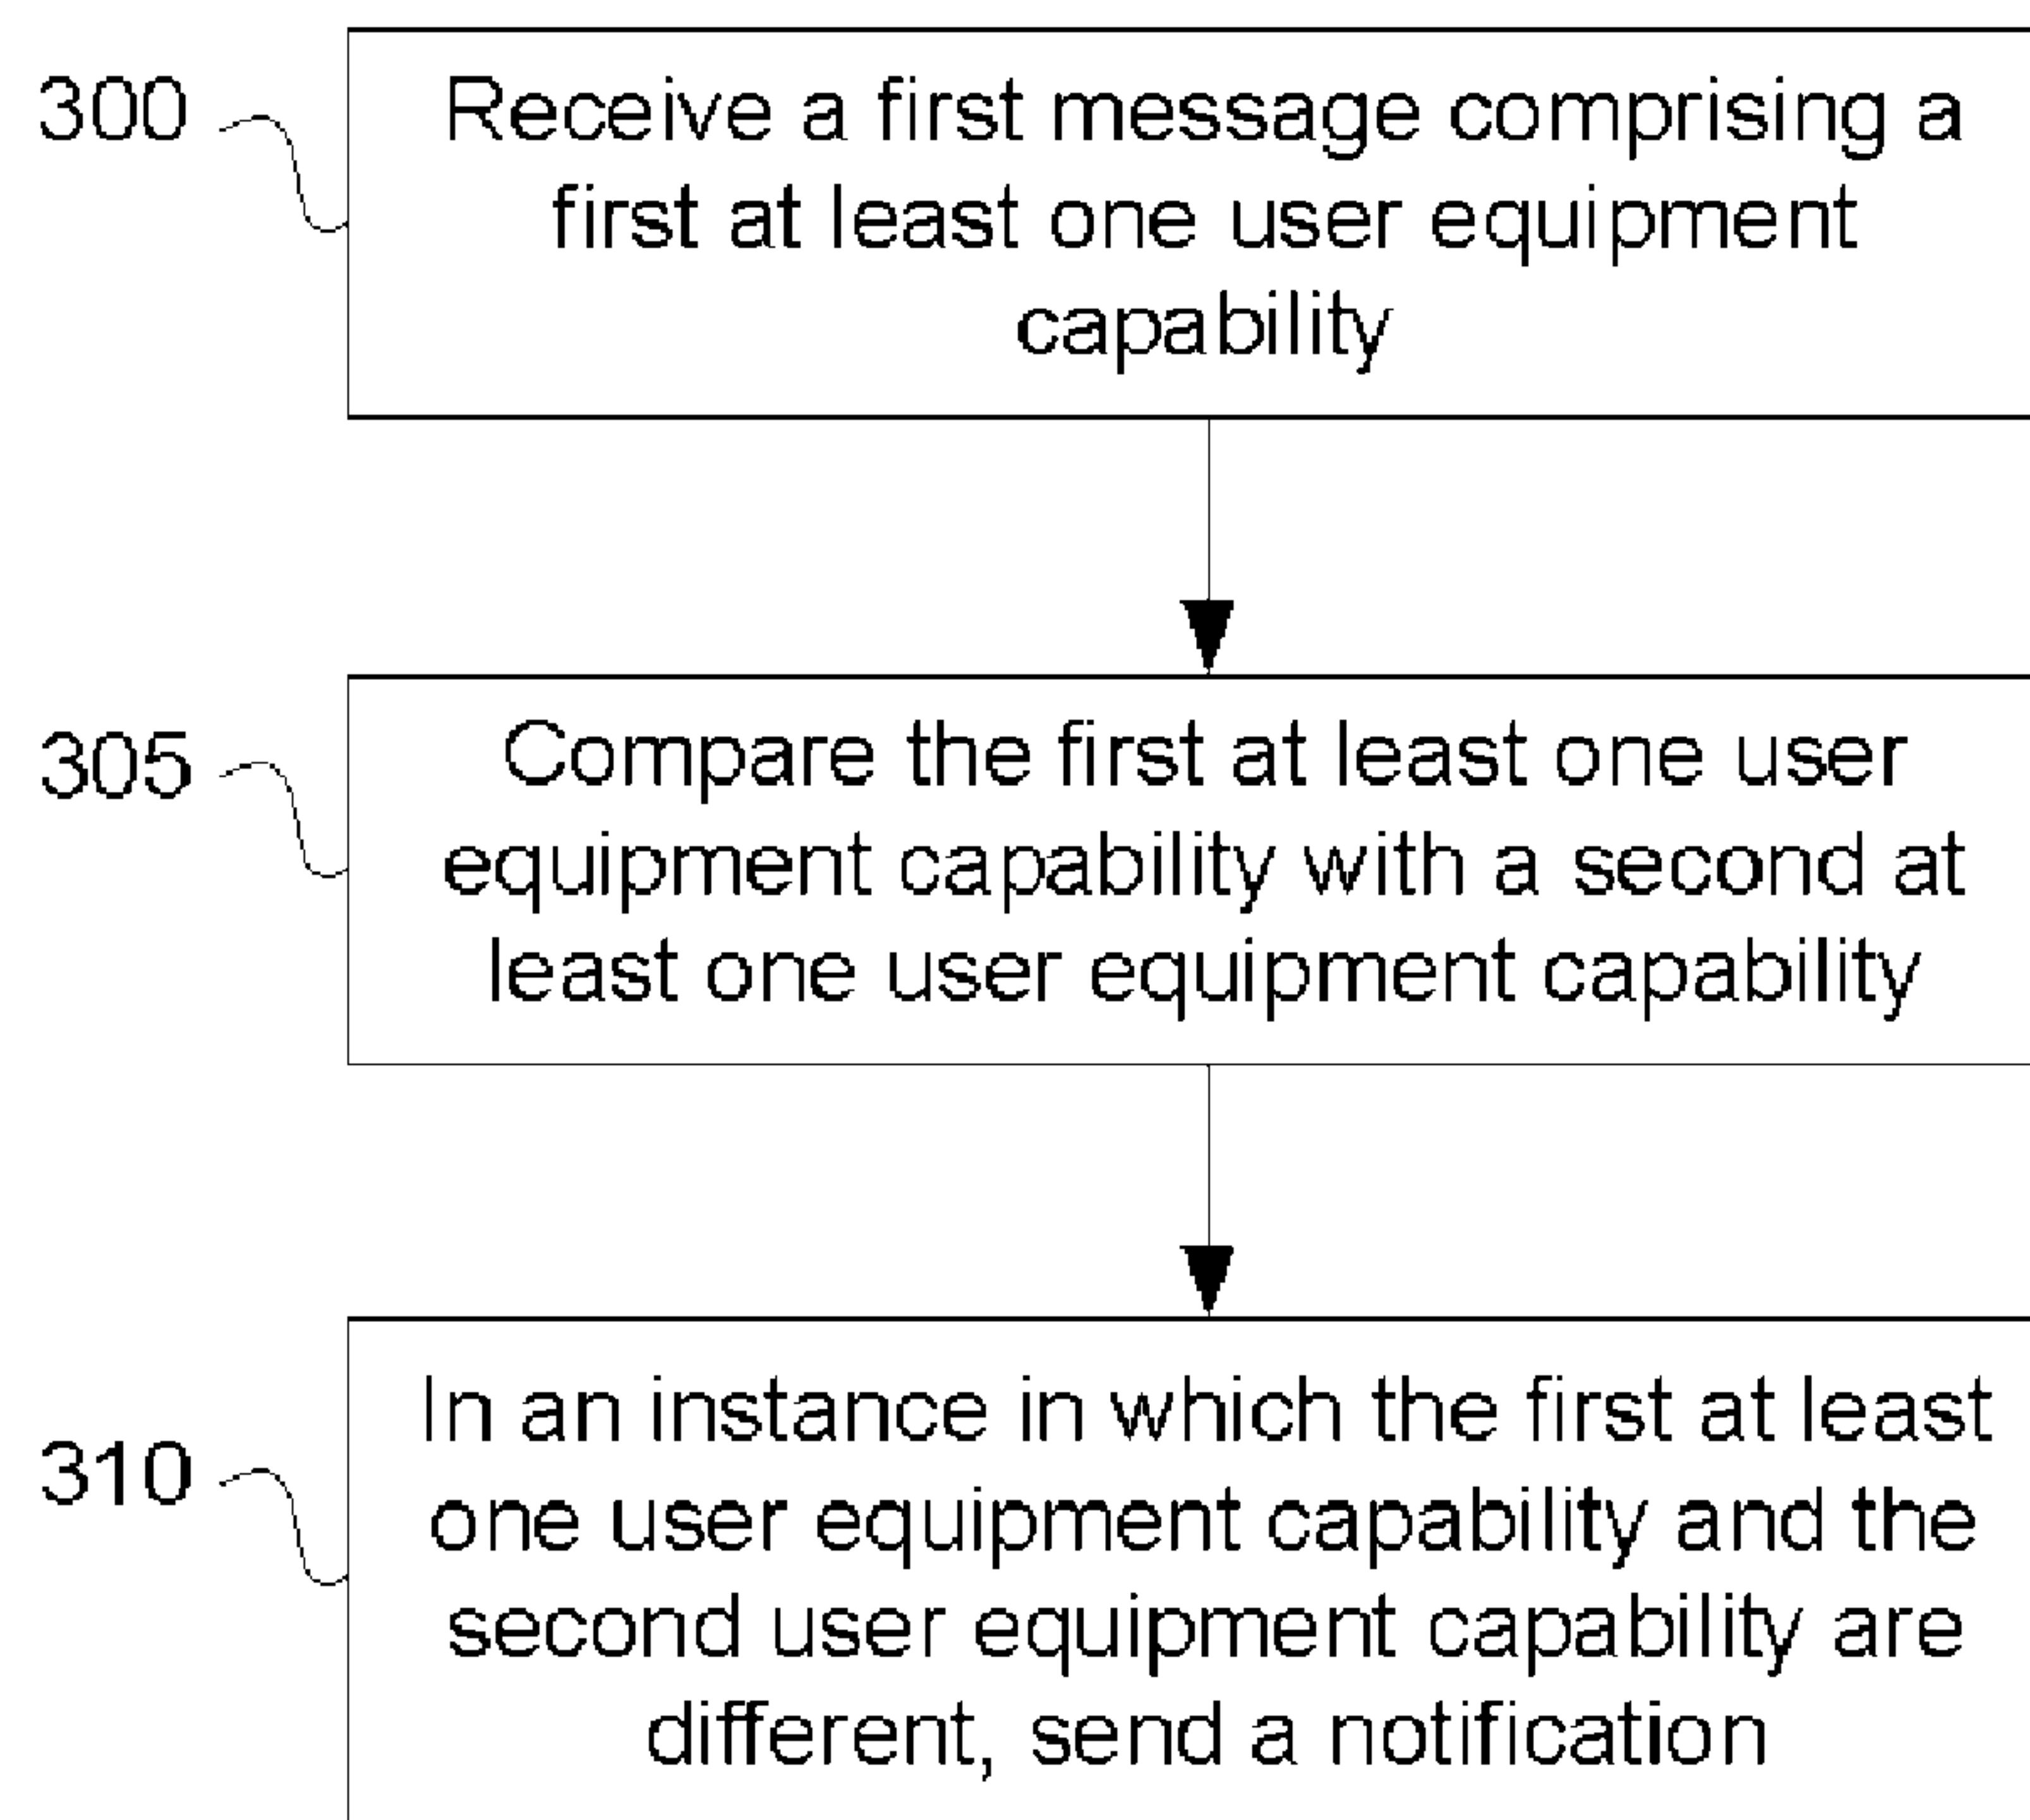 300
Receive a first message comprising a
first at least one user equipment
capability
305
Compare the first at least one user
equipment capability with a second at
least one user equipment capability
310
In an instance in which the first at least
one user equipment capability and the
second user equipment capability are
different, send a notification